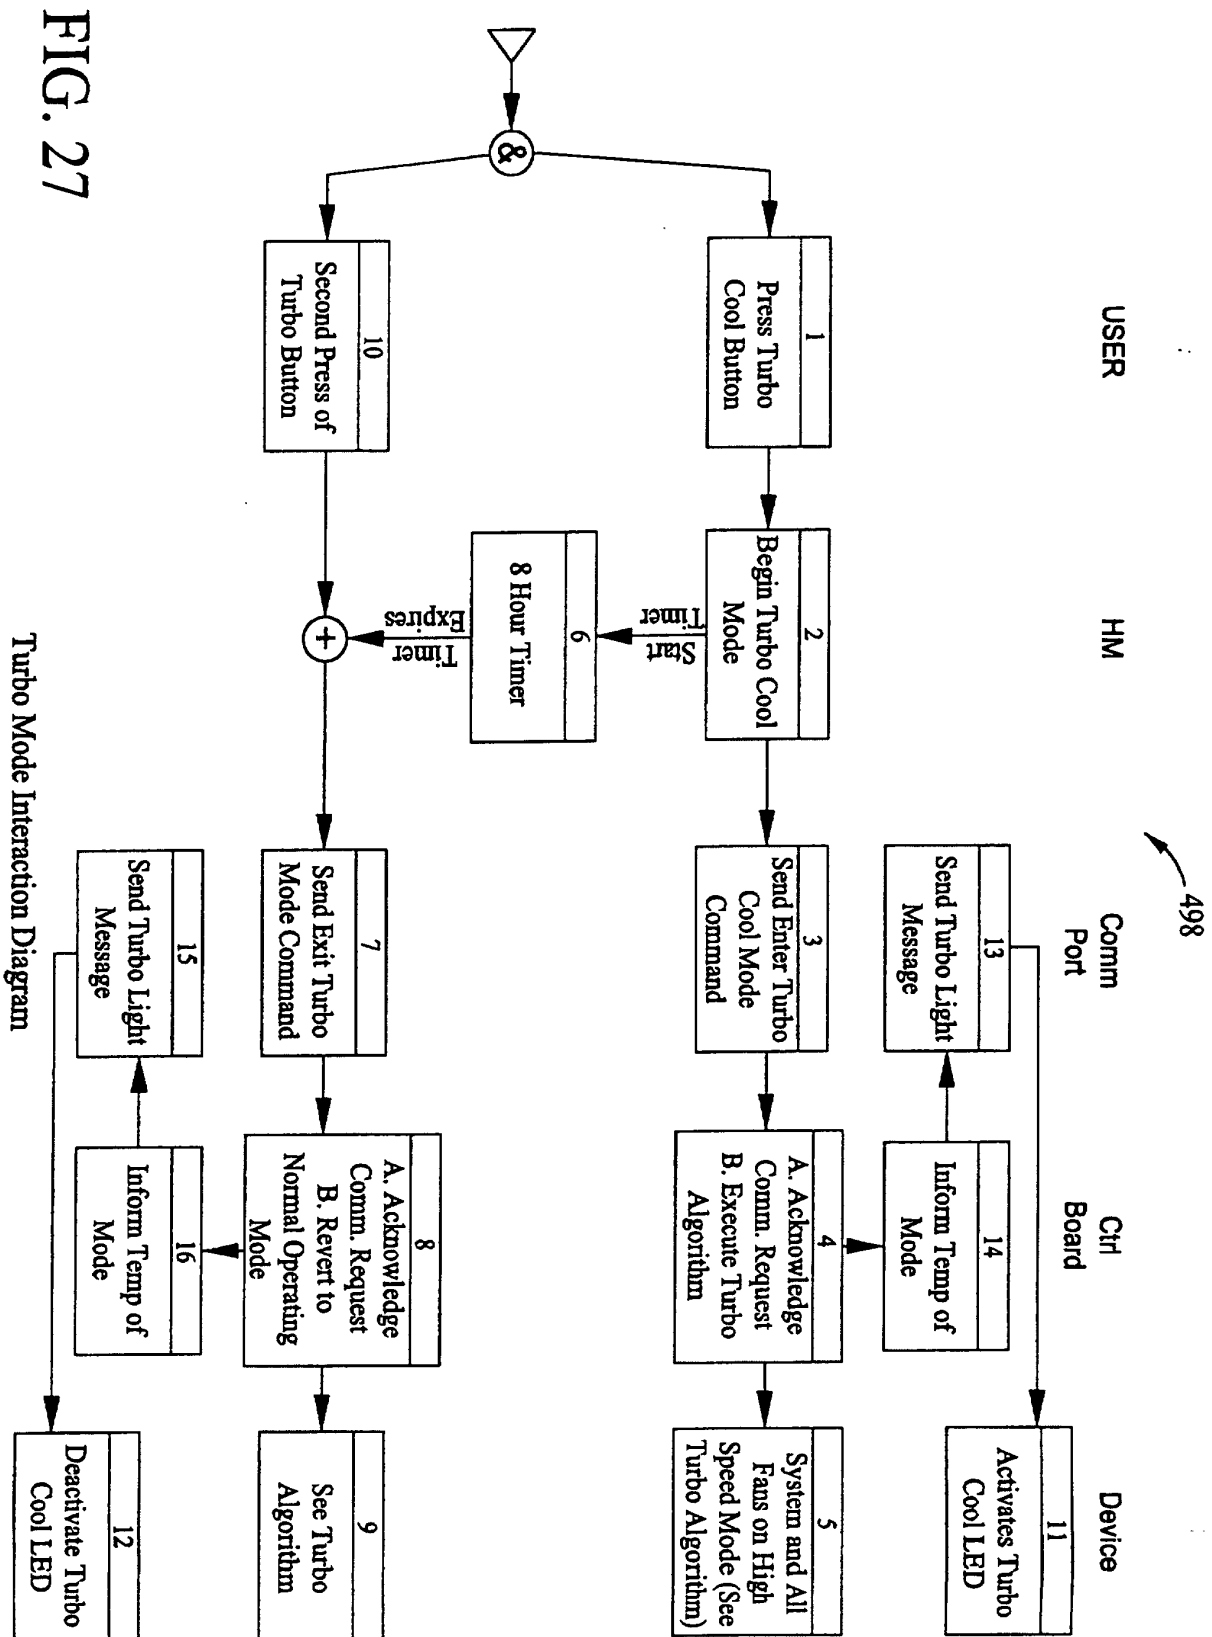 498
USER
HM
Comm
Port
Ctrl
Board
Device
13
Send Turbo Light
Message
14
Inform Temp of
Mode
11
Activates Turbo
Cool LED
1
Press Turbo
Cool Button
2
Begin Turbo Cool
Mode
3
Send Enter Turbo
Cool Mode
Command
4
A. Acknowledge
Comm. Request
B. Execute Turbo
Algorithm
5
System and All
Fans on High
Speed Mode (See
Turbo Algorithm)
Start
Timer
6
8 Hour Timer
Timer
Expires
&
+
10
Second Press of
Turbo Button
7
Send Exit Turbo
Mode Command
8
A. Acknowledge
Comm. Request
B. Revert to
Normal Operating
Mode
9
See Turbo
Algorithm
15
Send Turbo Light
Message
16
Inform Temp of
Mode
12
Deactivate Turbo
Cool LED
Turbo Mode Interaction Diagram
FIG. 27